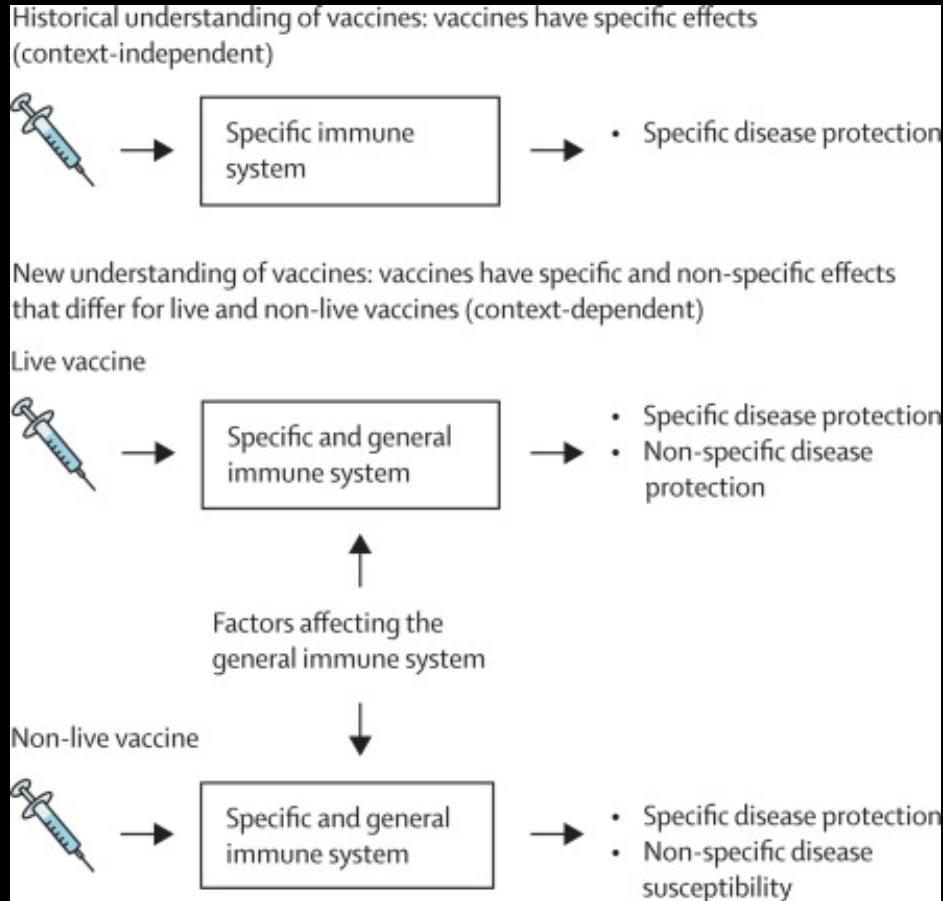 Historical understanding of vaccines: vaccines have specific effects
(context-independent)
Specific immune
system
• Specific disease protection
New understanding of vaccines: vaccines have specific and non-specific effects
that differ for live and non-live vaccines (context-dependent)
Live vaccine
Specific and general
immune system
• Specific disease protection
• Non-specific disease
protection
Factors affecting the
general immune system
Non-live vaccine
Specific and general
immune system
• Specific disease protection
• Non-specific disease
susceptibility